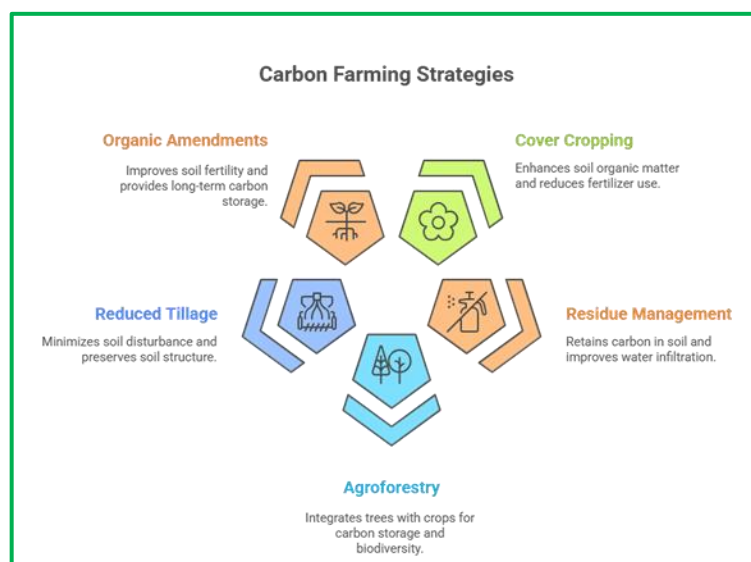 Carbon Farming Strategies
Organic Amendments
Improves soil fertility and
provides long-term carbon
storage.
Cover Cropping
Enhances soil organic matter
and reduces fertilizer use.
Reduced Tillage
Minimizes soil disturbance and
preserves soil structure.
Residue Management
Retains carbon in soil and
improves water infiltration.
Agroforestry
Integrates trees with crops for
carbon storage and
biodiversity.